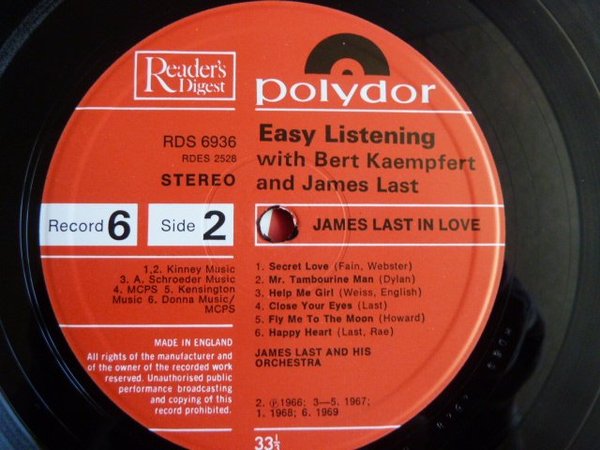 Reader's
Digest
polydor
RDS 6936
RDES 2528
STEREO
Easy Listening
with Bert Kaempfert
and James Last
Record 6 Side 2
JAMES LAST IN LOVE
1,2. Kinney Music
3. A. Schroeder Music
4. MCPS 5. Kensington
Music 6. Donna Music/
MCPS
1. Secret Love (Fain, Webster)
2. Mr. Tambourine Man (Dylan)
3. Help Me Girl (Weiss, English)
4. Close Your Eyes (Last)
5. Fly Me To The Moon (Howard)
6. Happy Heart (Last, Rae)
JAMES LAST AND HIS
ORCHESTRA
MADE IN ENGLAND
All rights of the manufacturer and
of the owner of the recorded work
reserved. Unauthorised public
performance broadcasting
and copying of this
record prohibited.
2. ℗ 1966: 3—5. 1967;
1. 1968; 6. 1969
33⅓